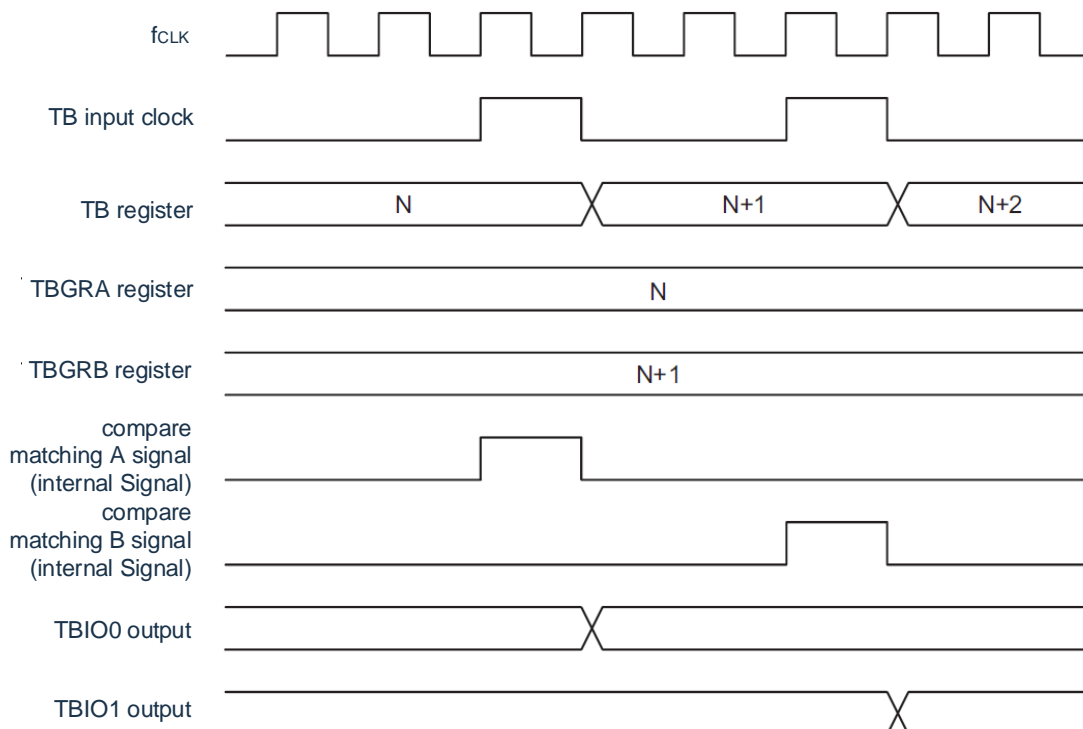 fCLK
TB input clock
TB register
N
N+1
N+2
TBGRA register
N
TBGRB register
N+1
compare
matching A signal
(internal Signal)
compare
matching B signal
(internal Signal)
TBIO0 output
TBIO1 output